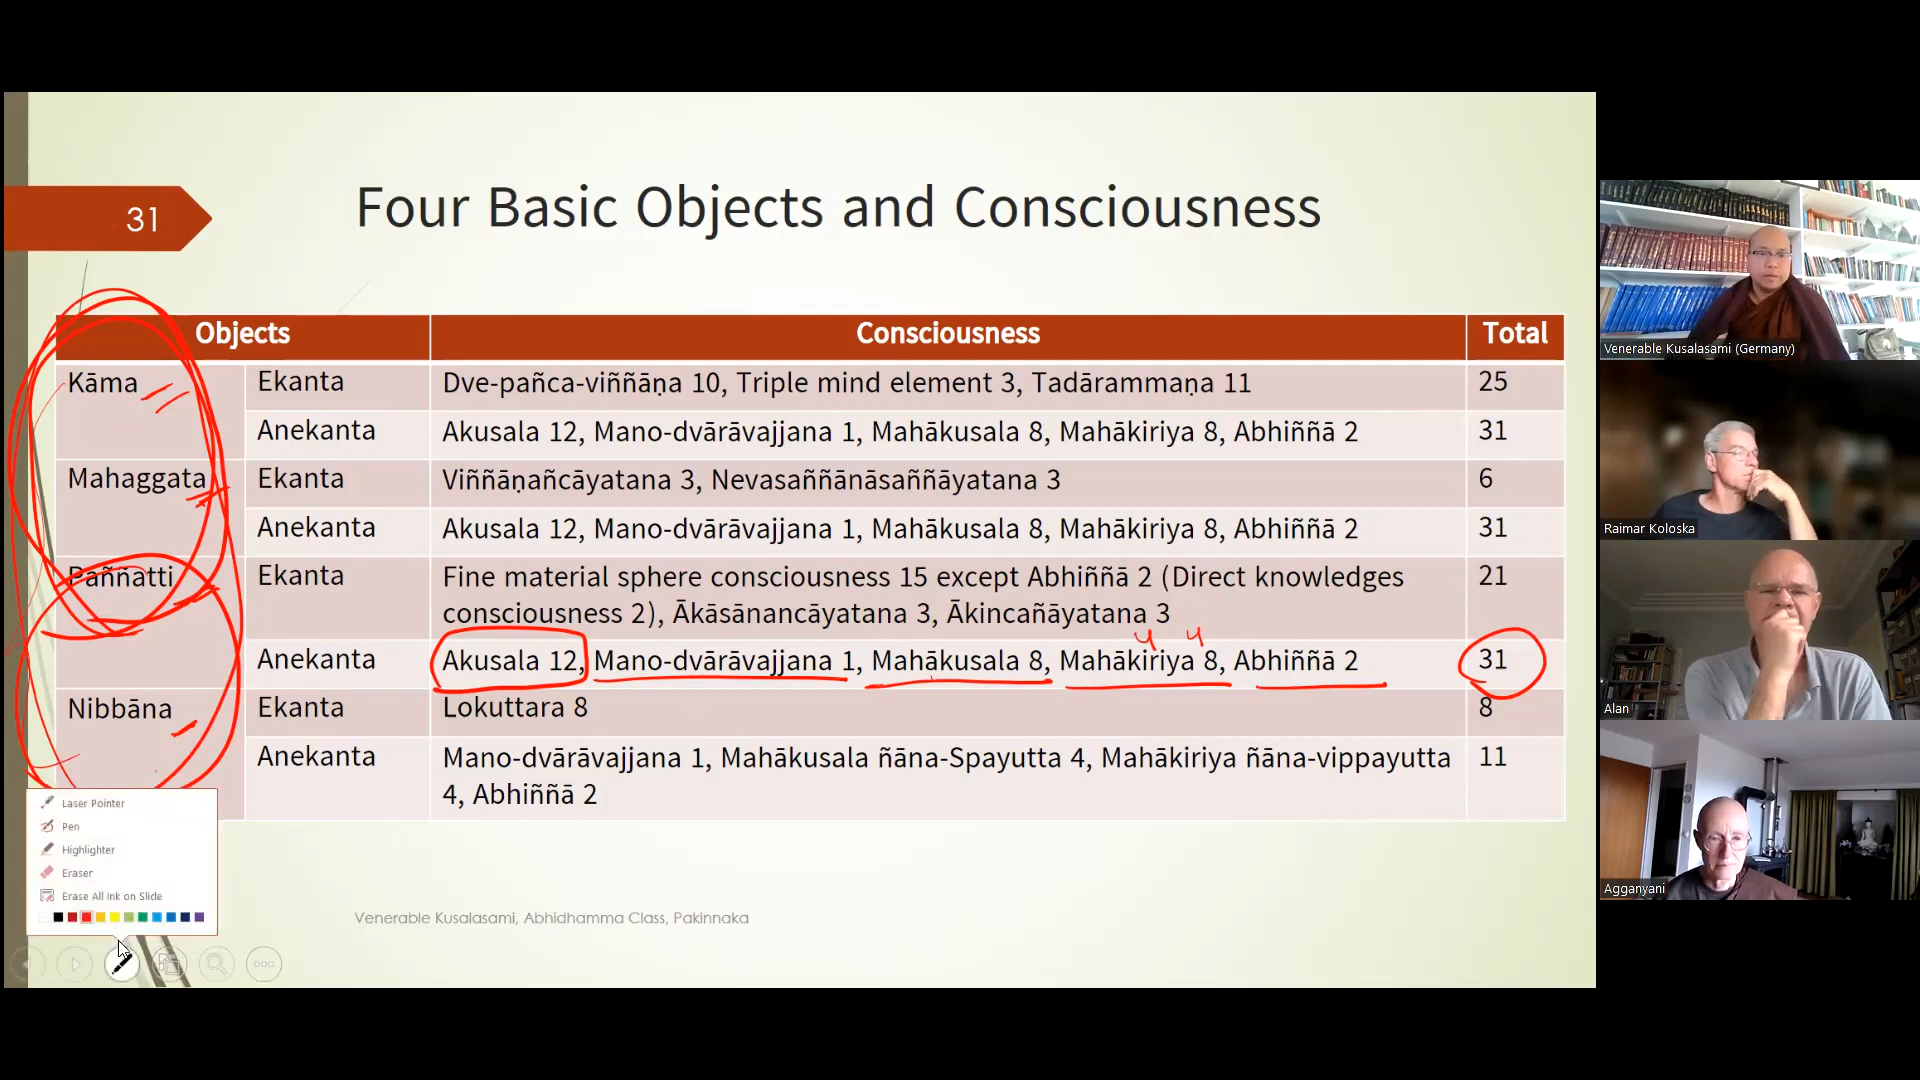 31
Four Basic Objects and Consciousness
Objects Consciousness Total
Kāma Ekanta Dve-pañca-viññāṇa 10, Triple mind element 3, Tadārammaṇa 11 25
Anekanta Akusala 12, Mano-dvārāvajjana 1, Mahākusala 8, Mahākiriya 8, Abhiññā 2 31
Mahaggata Ekanta Viññāṇañcāyatana 3, Nevasaññānāsaññāyatana 3 6
Anekanta Akusala 12, Mano-dvārāvajjana 1, Mahākusala 8, Mahākiriya 8, Abhiññā 2 31
Paññatti Ekanta Fine material sphere consciousness 15 except Abhiññā 2 (Direct knowledges 21
consciousness 2), Ākāsānancāyatana 3, Ākincañāyatana 3
4 4
Anekanta Akusala 12, Mano-dvārāvajjana 1, Mahākusala 8, Mahākiriya 8, Abhiññā 2 31
Nibbāna Ekanta Lokuttara 8 8
Anekanta Mano-dvārāvajjana 1, Mahākusala ñāna-Spayutta 4, Mahākiriya ñāna-vippayutta 11
4, Abhiññā 2
Laser Pointer
Pen
Highlighter
Eraser
Erase All Ink on Slide
Venerable Kusalasami, Abhidhamma Class, Pakinnaka
Venerable Kusalasami (Germany)
Raimar Koloska
Alan
Agganyani